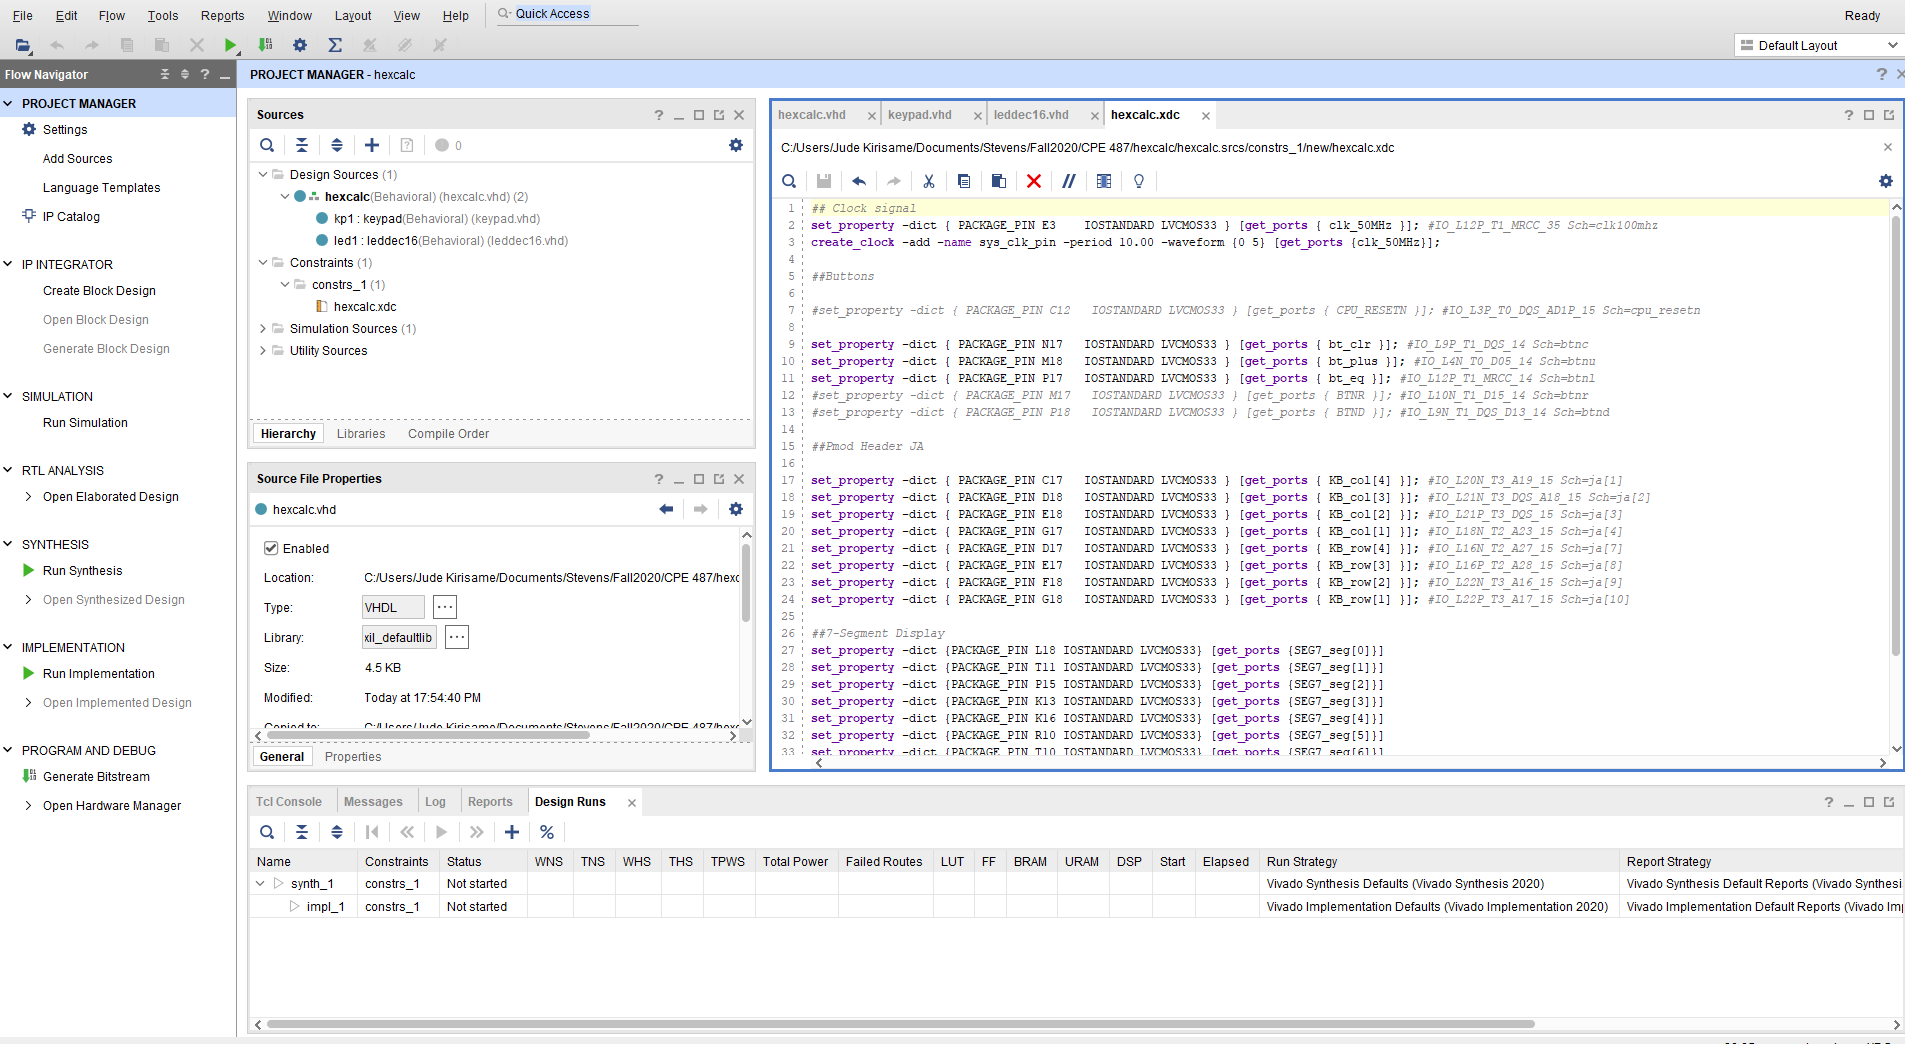 File Edit Flow Tools Reports Window Layout View Help Quick Access Ready
Default Layout
Flow Navigator
PROJECT MANAGER
Settings
Add Sources
Language Templates
IP Catalog
IP INTEGRATOR
Create Block Design
Open Block Design
Generate Block Design
SIMULATION
Run Simulation
RTL ANALYSIS
Open Elaborated Design
SYNTHESIS
Run Synthesis
Open Synthesized Design
IMPLEMENTATION
Run Implementation
Open Implemented Design
PROGRAM AND DEBUG
Generate Bitstream
Open Hardware Manager
PROJECT MANAGER - hexcalc
Sources
0
Design Sources (1)
hexcalc(Behavioral) (hexcalc.vhd) (2)
kp1 : keypad(Behavioral) (keypad.vhd)
led1 : leddec16(Behavioral) (leddec16.vhd)
Constraints (1)
constrs_1 (1)
hexcalc.xdc
Simulation Sources (1)
Utility Sources
Hierarchy Libraries Compile Order
Source File Properties
hexcalc.vhd
Enabled
Location: C:/Users/Jude Kirisame/Documents/Stevens/Fall2020/CPE 487/hexc
Type: VHDL ...
Library: xil_defaultlib ...
Size: 4.5 KB
Modified: Today at 17:54:40 PM
Copied to: C:/Users/Jude Kirisame/Documents/Stevens/Fall2020/CPE 487/hexc
General Properties
hexcalc.vhd keypad.vhd leddec16.vhd hexcalc.xdc
C:/Users/Jude Kirisame/Documents/Stevens/Fall2020/CPE 487/hexcalc/hexcalc.srcs/constrs_1/new/hexcalc.xdc
1 ## Clock signal
2 set_property -dict { PACKAGE_PIN E3 IOSTANDARD LVCMOS33 } [get_ports { clk_50MHz }]; #IO_L12P_T1_MRCC_35 Sch=clk100mhz
3 create_clock -add -name sys_clk_pin -period 10.00 -waveform {0 5} [get_ports {clk_50MHz}];
4
5 ##Buttons
6
7 #set_property -dict { PACKAGE_PIN C12 IOSTANDARD LVCMOS33 } [get_ports { CPU_RESETN }]; #IO_L3P_T0_DQS_AD1P_15 Sch=cpu_resetn
8
9 set_property -dict { PACKAGE_PIN N17 IOSTANDARD LVCMOS33 } [get_ports { bt_clr }]; #IO_L9P_T1_DQS_14 Sch=btnc
10 set_property -dict { PACKAGE_PIN M18 IOSTANDARD LVCMOS33 } [get_ports { bt_plus }]; #IO_L4N_T0_D05_14 Sch=btnu
11 set_property -dict { PACKAGE_PIN P17 IOSTANDARD LVCMOS33 } [get_ports { bt_eq }]; #IO_L12P_T1_MRCC_14 Sch=btnl
12 #set_property -dict { PACKAGE_PIN M17 IOSTANDARD LVCMOS33 } [get_ports { BTNR }]; #IO_L10N_T1_D15_14 Sch=btnr
13 #set_property -dict { PACKAGE_PIN P18 IOSTANDARD LVCMOS33 } [get_ports { BTND }]; #IO_L9N_T1_DQS_D13_14 Sch=btnd
14
15 ##Pmod Header JA
16
17 set_property -dict { PACKAGE_PIN C17 IOSTANDARD LVCMOS33 } [get_ports { KB_col[4] }]; #IO_L20N_T3_A19_15 Sch=ja[1]
18 set_property -dict { PACKAGE_PIN D18 IOSTANDARD LVCMOS33 } [get_ports { KB_col[3] }]; #IO_L21N_T3_DQS_A18_15 Sch=ja[2]
19 set_property -dict { PACKAGE_PIN E18 IOSTANDARD LVCMOS33 } [get_ports { KB_col[2] }]; #IO_L21P_T3_DQS_15 Sch=ja[3]
20 set_property -dict { PACKAGE_PIN G17 IOSTANDARD LVCMOS33 } [get_ports { KB_col[1] }]; #IO_L18N_T2_A23_15 Sch=ja[4]
21 set_property -dict { PACKAGE_PIN D17 IOSTANDARD LVCMOS33 } [get_ports { KB_row[4] }]; #IO_L16N_T2_A27_15 Sch=ja[7]
22 set_property -dict { PACKAGE_PIN E17 IOSTANDARD LVCMOS33 } [get_ports { KB_row[3] }]; #IO_L16P_T2_A28_15 Sch=ja[8]
23 set_property -dict { PACKAGE_PIN F18 IOSTANDARD LVCMOS33 } [get_ports { KB_row[2] }]; #IO_L22N_T3_A16_15 Sch=ja[9]
24 set_property -dict { PACKAGE_PIN G18 IOSTANDARD LVCMOS33 } [get_ports { KB_row[1] }]; #IO_L22P_T3_A17_15 Sch=ja[10]
25
26 ##7-Segment Display
27 set_property -dict {PACKAGE_PIN L18 IOSTANDARD LVCMOS33} [get_ports {SEG7_seg[0]}]
28 set_property -dict {PACKAGE_PIN T11 IOSTANDARD LVCMOS33} [get_ports {SEG7_seg[1]}]
29 set_property -dict {PACKAGE_PIN P15 IOSTANDARD LVCMOS33} [get_ports {SEG7_seg[2]}]
30 set_property -dict {PACKAGE_PIN K13 IOSTANDARD LVCMOS33} [get_ports {SEG7_seg[3]}]
31 set_property -dict {PACKAGE_PIN K16 IOSTANDARD LVCMOS33} [get_ports {SEG7_seg[4]}]
32 set_property -dict {PACKAGE_PIN R10 IOSTANDARD LVCMOS33} [get_ports {SEG7_seg[5]}]
33 set_property -dict {PACKAGE_PIN T10 IOSTANDARD LVCMOS33} [get_ports {SEG7_seg[6]}]
Tcl Console Messages Log Reports Design Runs
Name Constraints Status WNS TNS WHS THS TPWS Total Power Failed Routes LUT FF BRAM URAM DSP Start Elapsed Run Strategy Report Strategy
synth_1 constrs_1 Not started Vivado Synthesis Defaults (Vivado Synthesis 2020) Vivado Synthesis Default Reports (Vivado Synthesi
impl_1 constrs_1 Not started Vivado Implementation Defaults (Vivado Implementation 2020) Vivado Implementation Default Reports (Vivado Im